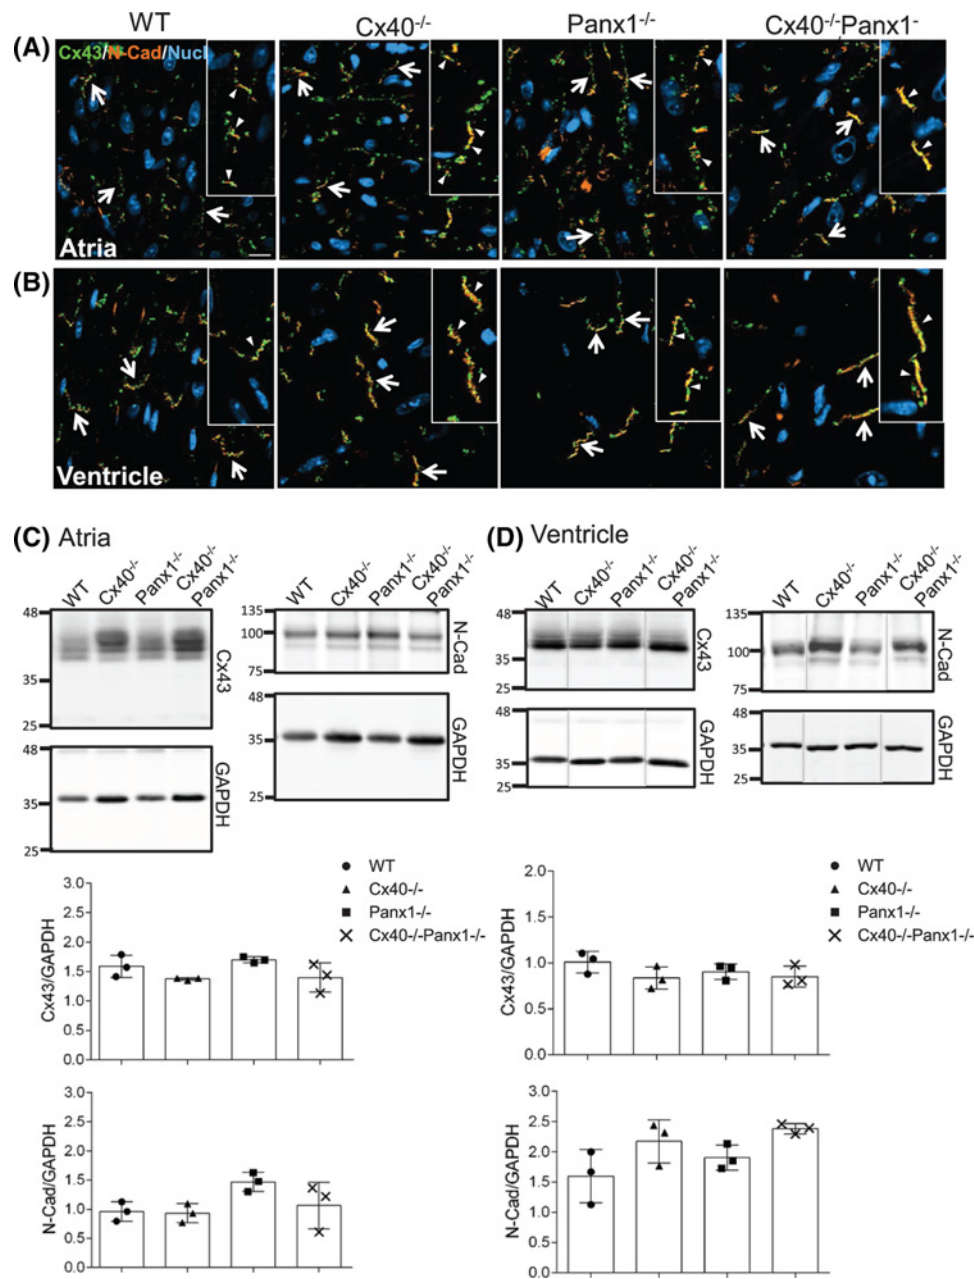 WT Cx40-/- Panx1-/- Cx40-/-Panx1-
(A)
Cx43/N-Cad/Nucl
Atria
(B)
Ventricle
(C) Atria
WT Cx40-/- Panx1-/- Cx40-/- Panx1-/-
48
35
25
Cx43
48
35
25
GAPDH
WT Cx40-/- Panx1-/- Cx40-/- Panx1-/-
135
100
75
N-Cad
48
35
25
GAPDH
(D) Ventricle
WT Cx40-/- Panx1-/- Cx40-/- Panx1-/-
48
35
25
Cx43
48
35
25
GAPDH
WT Cx40-/- Panx1-/- Cx40-/- Panx1-/-
135
100
75
N-Cad
48
35
25
GAPDH
WT
Cx40-/-
Panx1-/-
Cx40-/-Panx1-/-
Cx43/GAPDH
3.0
2.5
2.0
1.5
1.0
0.5
0.0
N-Cad/GAPDH
3.0
2.5
2.0
1.5
1.0
0.5
0.0
WT
Cx40-/-
Panx1-/-
Cx40-/-Panx1-/-
Cx43/GAPDH
2.0
1.5
1.0
0.5
0.0
N-Cad/GAPDH
3.0
2.5
2.0
1.5
1.0
0.5
0.0